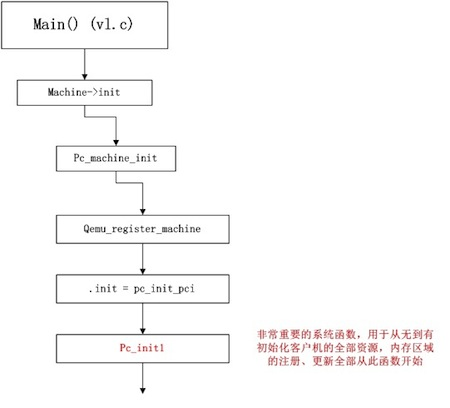 Main() (vl.c)
Machine->init
Pc_machine_init
Qemu_register_machine
.init = pc_init_pci
Pc_init1
非常重要的系统函数，用于从无到有
初始化客户机的全部资源，内存区域
的注册、更新全部从此函数开始